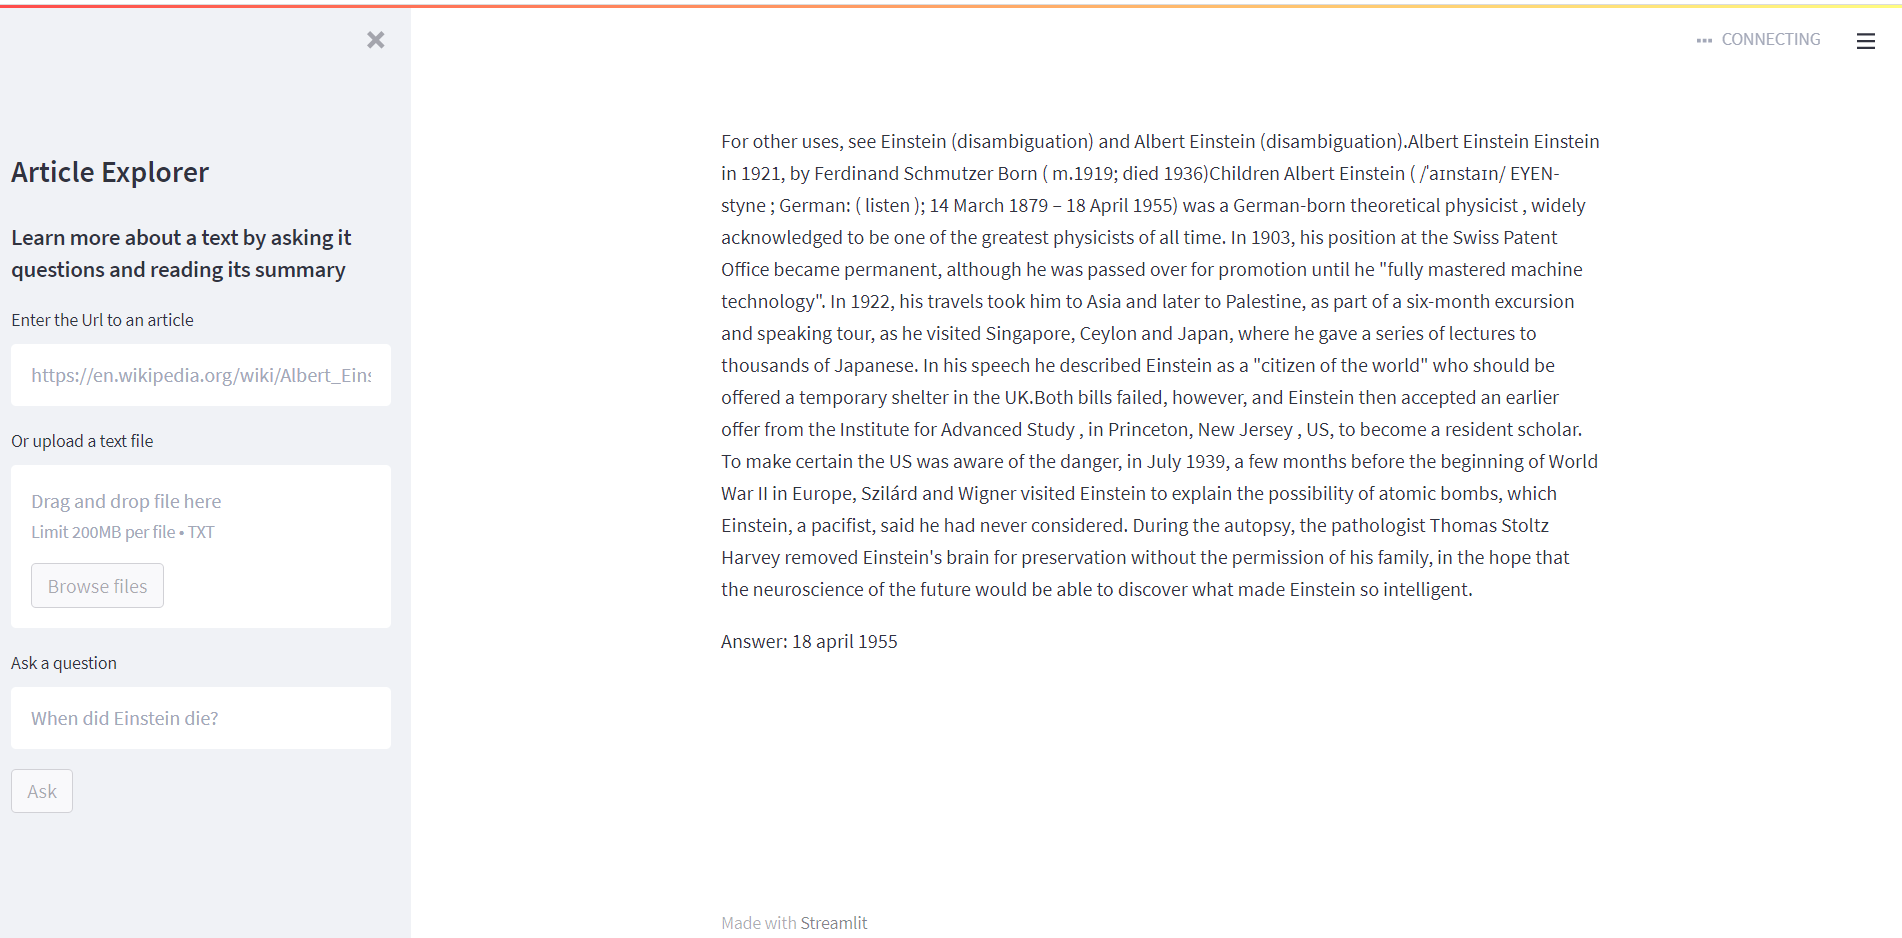 CONNECTING
Article Explorer
Learn more about a text by asking it
questions and reading its summary
Enter the Url to an article
https://en.wikipedia.org/wiki/Albert_Eins
Or upload a text file
Drag and drop file here
Limit 200MB per file • TXT
Browse files
Ask a question
When did Einstein die?
Ask
For other uses, see Einstein (disambiguation) and Albert Einstein (disambiguation).Albert Einstein Einstein
in 1921, by Ferdinand Schmutzer Born ( m.1919; died 1936)Children Albert Einstein ( /ˈaɪnstaɪn/ EYEN-
styne ; German: ( listen ); 14 March 1879 – 18 April 1955) was a German-born theoretical physicist , widely
acknowledged to be one of the greatest physicists of all time. In 1903, his position at the Swiss Patent
Office became permanent, although he was passed over for promotion until he "fully mastered machine
technology". In 1922, his travels took him to Asia and later to Palestine, as part of a six-month excursion
and speaking tour, as he visited Singapore, Ceylon and Japan, where he gave a series of lectures to
thousands of Japanese. In his speech he described Einstein as a "citizen of the world" who should be
offered a temporary shelter in the UK.Both bills failed, however, and Einstein then accepted an earlier
offer from the Institute for Advanced Study , in Princeton, New Jersey , US, to become a resident scholar.
To make certain the US was aware of the danger, in July 1939, a few months before the beginning of World
War II in Europe, Szilárd and Wigner visited Einstein to explain the possibility of atomic bombs, which
Einstein, a pacifist, said he had never considered. During the autopsy, the pathologist Thomas Stoltz
Harvey removed Einstein's brain for preservation without the permission of his family, in the hope that
the neuroscience of the future would be able to discover what made Einstein so intelligent.
Answer: 18 april 1955
Made with Streamlit